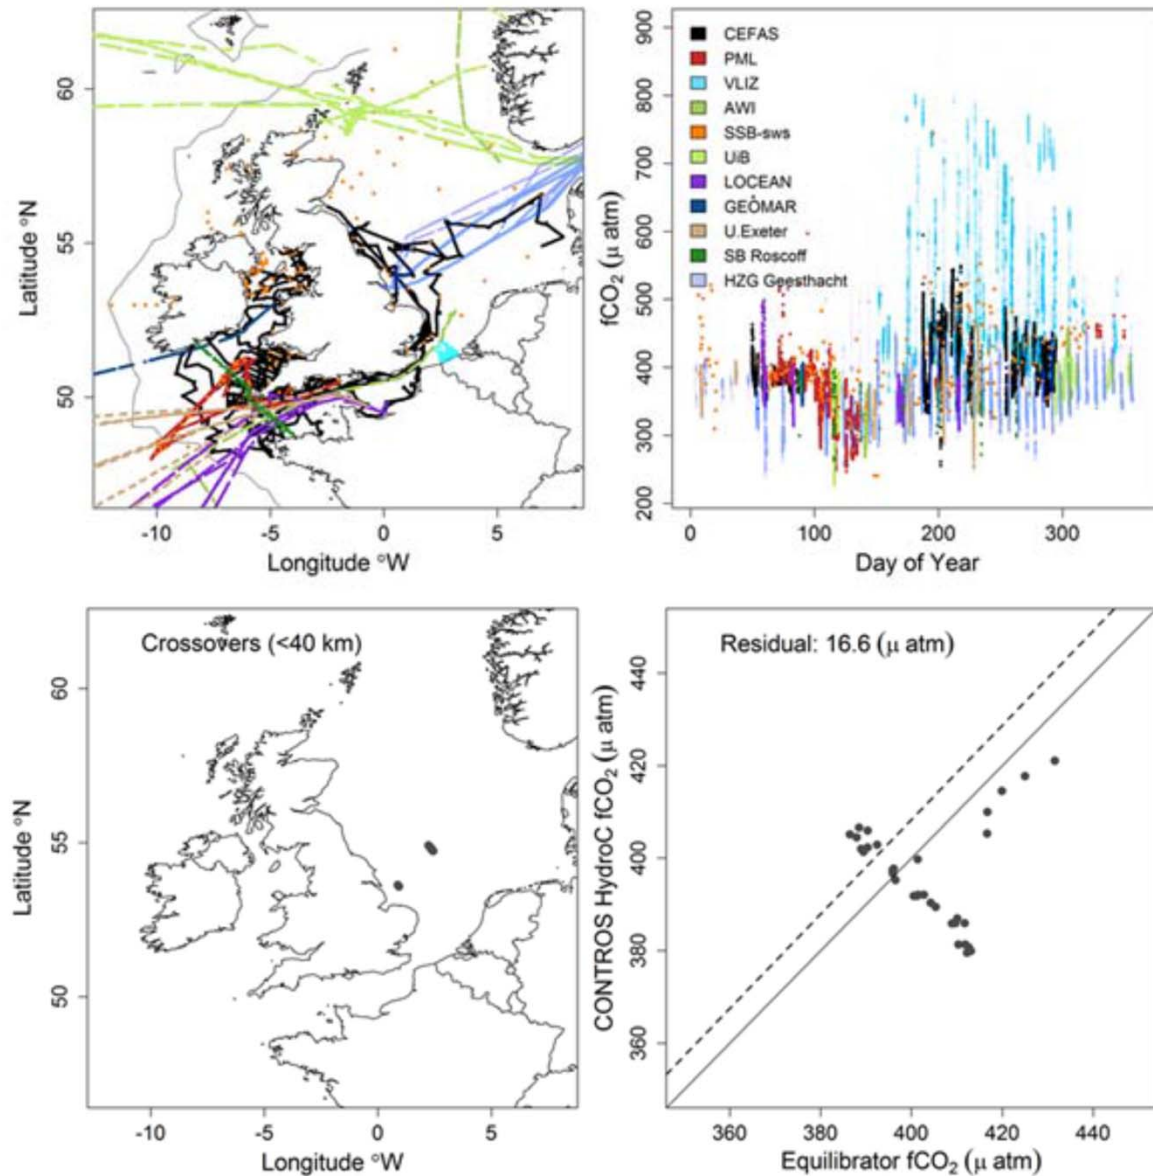 60
55
50
Latitude °N
-10 -5 0 5
Longitude °W
900
800
700
600
500
400
300
200
fCO₂ (μ atm)
CEFAS
PML
VLIZ
AWI
SSB-sws
UiB
LOCEAN
GEÔMAR
U.Exeter
SB Roscoff
HZG Geesthacht
0 100 200 300
Day of Year
Crossovers (<40 km)
60
55
50
Latitude °N
-10 -5 0 5
Longitude °W
Residual: 16.6 (μ atm)
440
420
400
380
360
CONTROS HydroC fCO₂ (μ atm)
360 380 400 420 440
Equilibrator fCO₂ (μ atm)